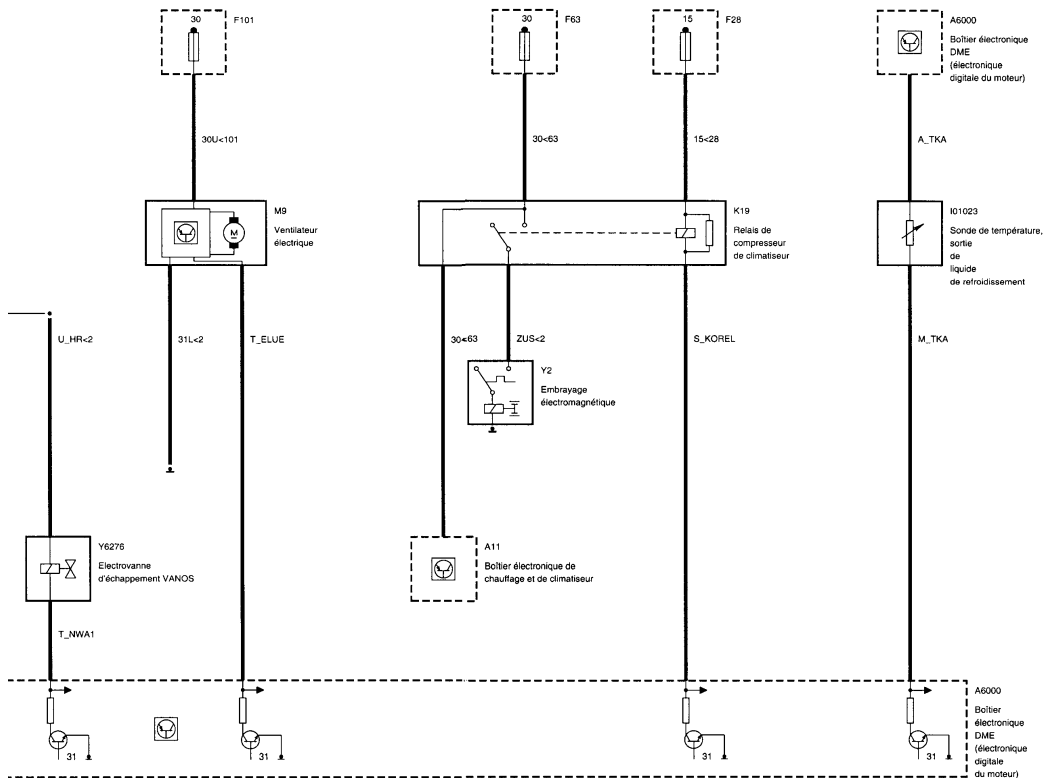 30
F101
30
F63
15
F28
A6000
Boîtier électronique
DME
(électronique
digitale du moteur)
30U<101
30<63
15<28
A_TKA
M9
Ventilateur
électrique
M
K19
Relais de
compresseur
de climatiseur
I01023
Sonde de température,
sortie
de
liquide
de refroidissement
U_HR<2
31L<2
T_ELUE
30<63
ZUS<2
S_KOREL
M_TKA
Y2
Embrayage
électromagnétique
Y6276
Electrovanne
d'échappement VANOS
A11
Boîtier électronique de
chauffage et de climatiseur
T_NWA1
A6000
Boîtier
électronique
DME
(électronique
digitale
du moteur)
31
31
31
31